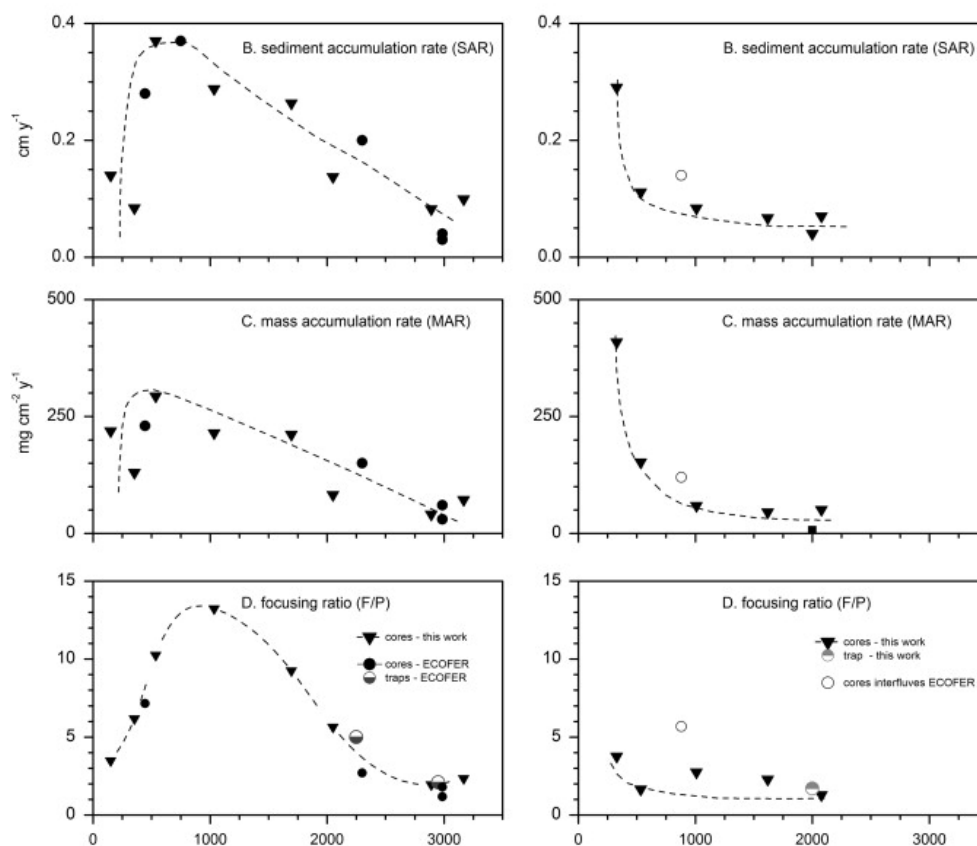 0.4
0.2
0.0
cm y⁻¹
B. sediment accumulation rate (SAR)
B. sediment accumulation rate (SAR)
500
250
0
mg cm⁻² y⁻¹
C. mass accumulation rate (MAR)
C. mass accumulation rate (MAR)
15
10
5
0
D. focusing ratio (F/P)
cores - this work
cores - ECOFER
traps - ECOFER
0 1000 2000 3000
0.4
0.2
0.0
500
250
0
15
10
5
0
D. focusing ratio (F/P)
cores - this work
trap - this work
cores interfluves ECOFER
0 1000 2000 3000